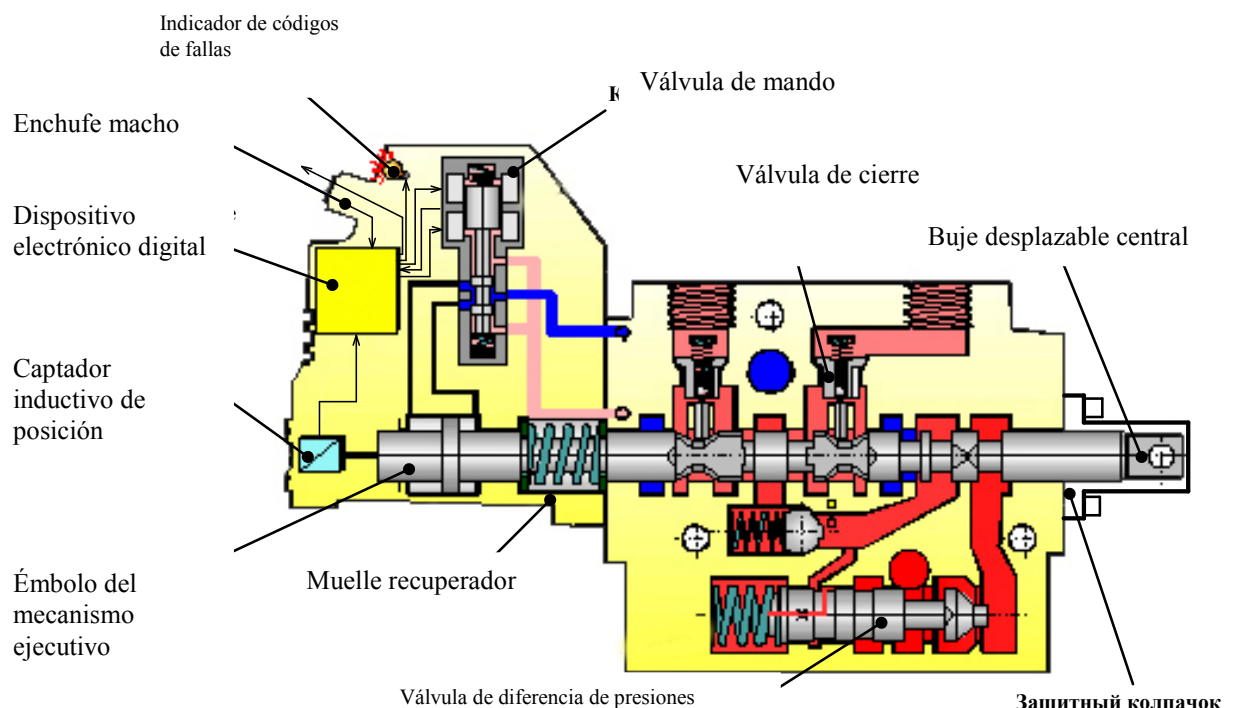 Indicador de códigos
de fallas
Válvula de mando
Enchufe macho
Válvula de cierre
Dispositivo
electrónico digital
Buje desplazable central
Captador
inductivo de
posición
Émbolo del
mecanismo
ejecutivo
Muelle recuperador
Válvula de diferencia de presiones
Защитный колпачок